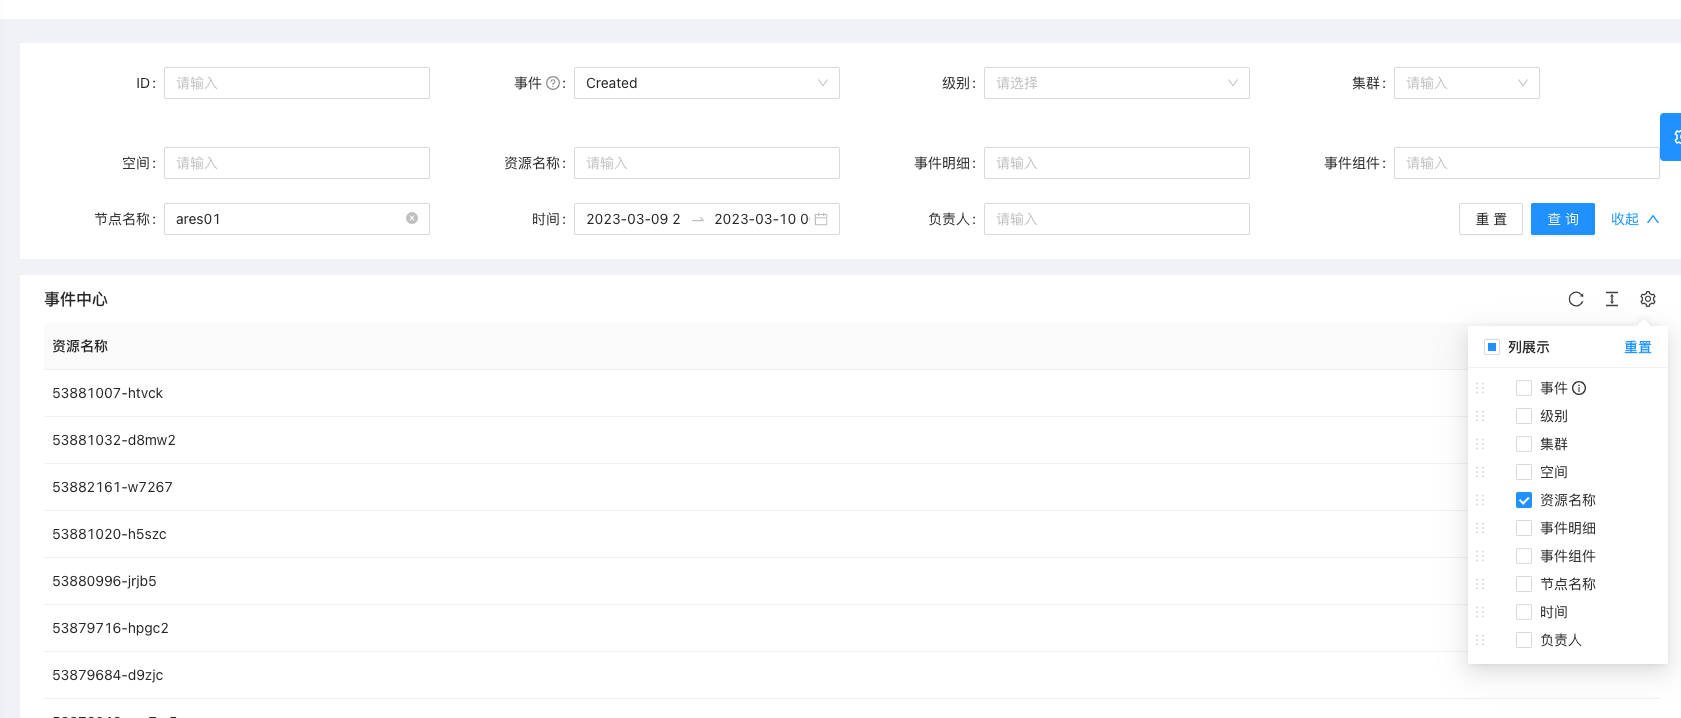 ID: 请输入 事件: Created 级别: 请选择 集群: 请输入
空间: 请输入 资源名称: 请输入 事件明细: 请输入 事件组件: 请输入
节点名称: ares01 时间: 2023-03-09 2 → 2023-03-10 0 负责人: 请输入 重 置 查 询 收起
事件中心
资源名称
53881007-htvck
53881032-d8mw2
53882161-w7267
53881020-h5szc
53880996-jrjb5
53879716-hpgc2
53879684-d9zjc
列展示 重置
事件
级别
集群
空间
资源名称
事件明细
事件组件
节点名称
时间
负责人